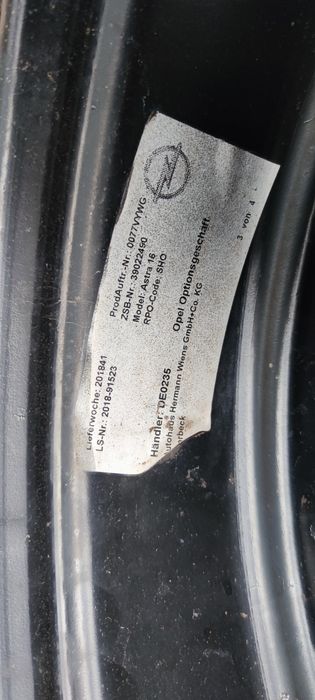 ProdAuftr.-Nr.: 0077VYWG
ZSB-Nr.: 39022490
Model: Astra 16
RPO-Code: SHO
Opel Optionsgeschäft
3 von 4
Lieferwoche: 201841
LS-Nr.: 2018-91523
Händler: DE0235
Autohaus Hermann Wiens GmbH+Co. KG